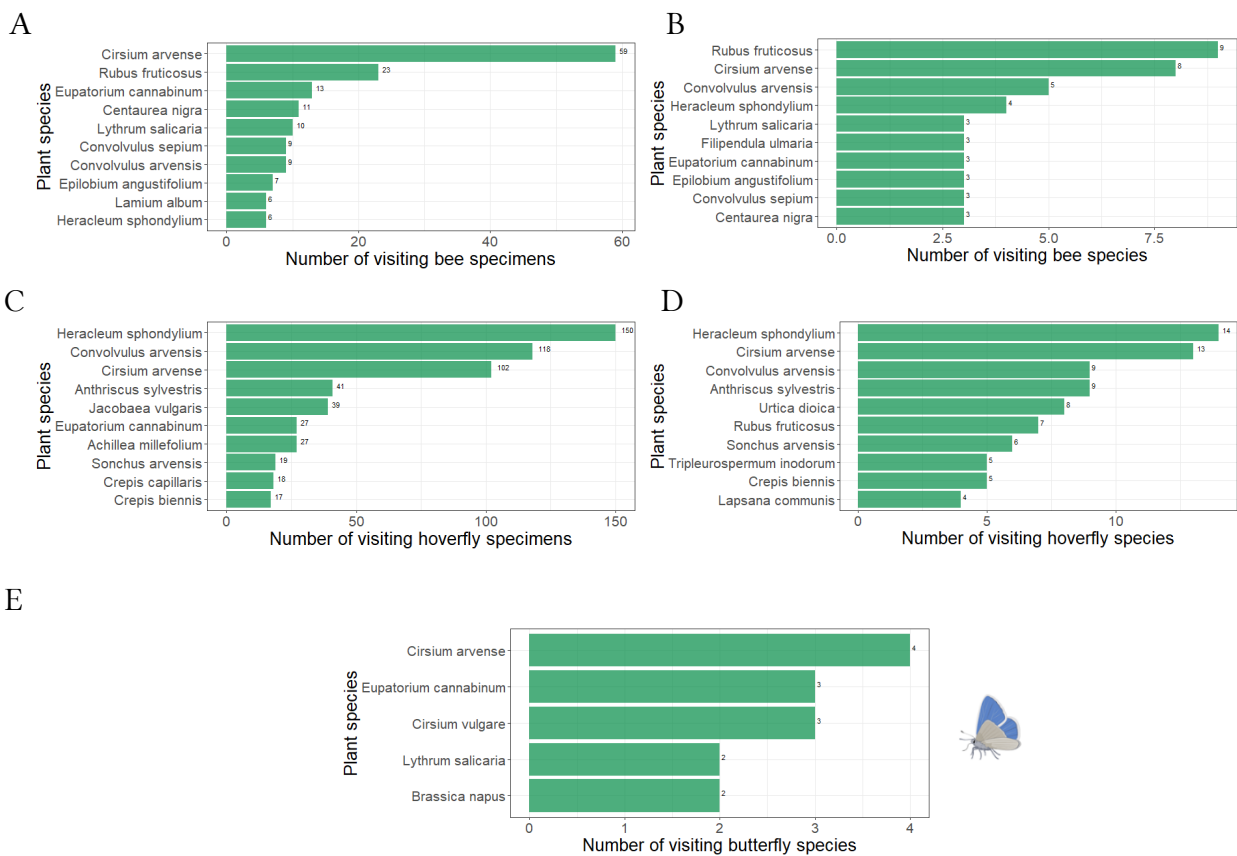 A
Plant species
Cirsium arvense 59
Rubus fruticosus 23
Eupatorium cannabinum 13
Centaurea nigra 11
Lythrum salicaria 10
Convolvulus sepium 9
Convolvulus arvensis 9
Epilobium angustifolium 7
Lamium album 6
Heracleum sphondylium 6
0 20 40 60
Number of visiting bee specimens
B
Plant species
Rubus fruticosus 9
Cirsium arvense 8
Convolvulus arvensis 5
Heracleum sphondylium 4
Lythrum salicaria 3
Filipendula ulmaria 3
Eupatorium cannabinum 3
Epilobium angustifolium 3
Convolvulus sepium 3
Centaurea nigra 3
0.0 2.5 5.0 7.5
Number of visiting bee species
C
Plant species
Heracleum sphondylium 150
Convolvulus arvensis 118
Cirsium arvense 102
Anthriscus sylvestris 41
Jacobaea vulgaris 39
Eupatorium cannabinum 27
Achillea millefolium 27
Sonchus arvensis 19
Crepis capillaris 18
Crepis biennis 17
0 50 100 150
Number of visiting hoverfly specimens
D
Plant species
Heracleum sphondylium 14
Cirsium arvense 13
Convolvulus arvensis 9
Anthriscus sylvestris 9
Urtica dioica 8
Rubus fruticosus 7
Sonchus arvensis 6
Tripleurospermum inodorum 5
Crepis biennis 5
Lapsana communis 4
0 5 10
Number of visiting hoverfly species
E
Plant species
Cirsium arvense 4
Eupatorium cannabinum 3
Cirsium vulgare 3
Lythrum salicaria 2
Brassica napus 2
0 1 2 3 4
Number of visiting butterfly species